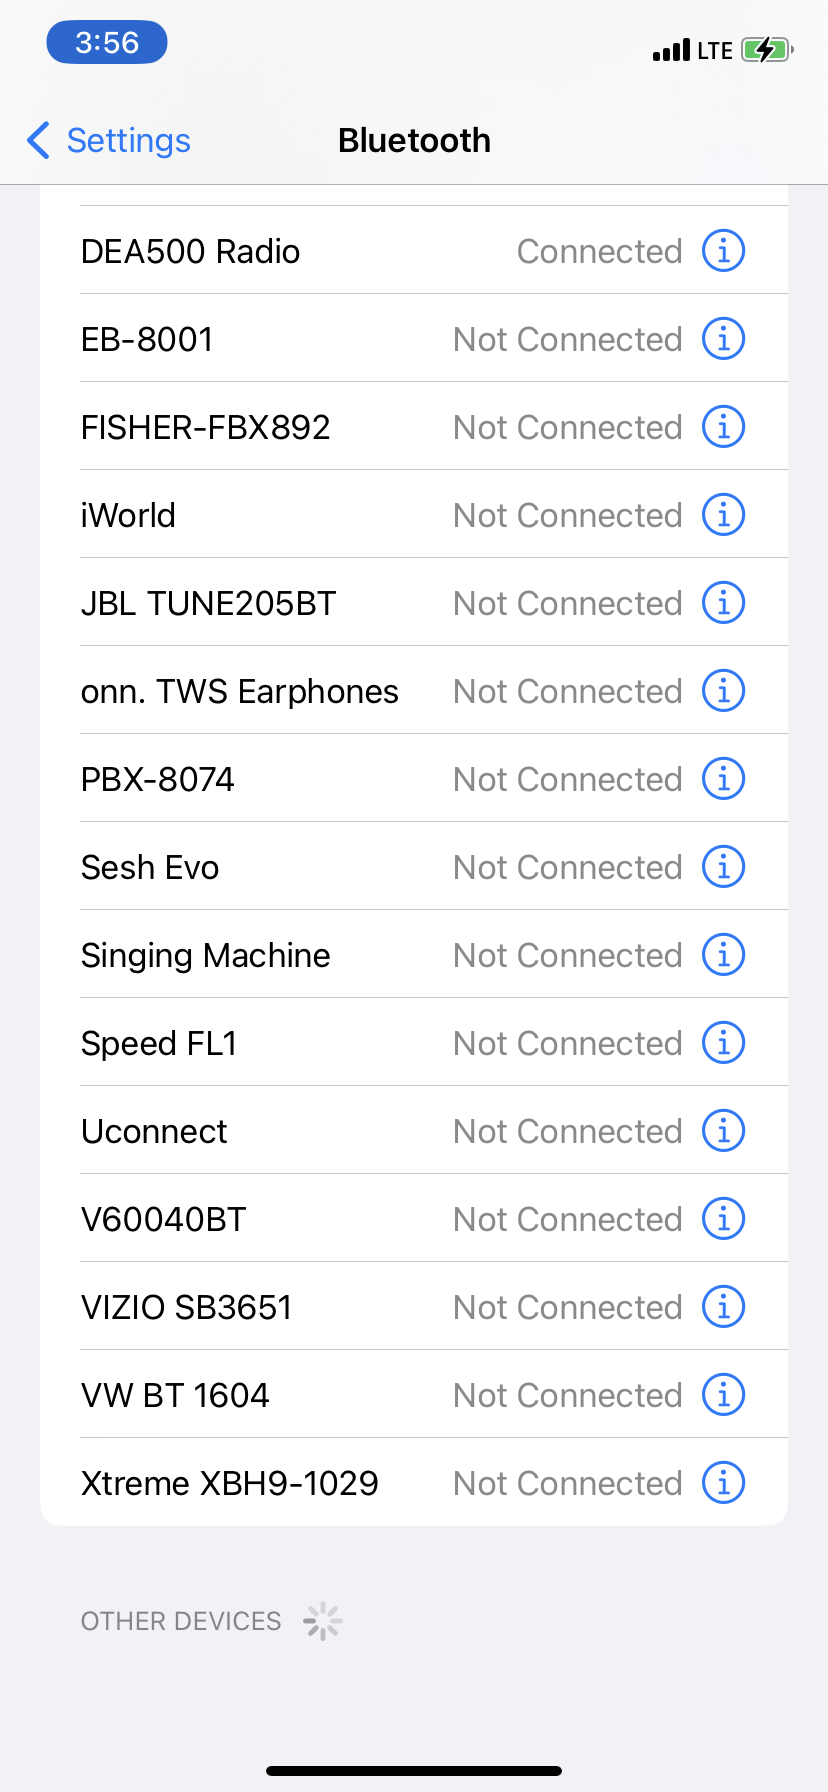 3:56 LTE
Settings Bluetooth
DEA500 Radio Connected
EB-8001 Not Connected
FISHER-FBX892 Not Connected
iWorld Not Connected
JBL TUNE205BT Not Connected
onn. TWS Earphones Not Connected
PBX-8074 Not Connected
Sesh Evo Not Connected
Singing Machine Not Connected
Speed FL1 Not Connected
Uconnect Not Connected
V60040BT Not Connected
VIZIO SB3651 Not Connected
VW BT 1604 Not Connected
Xtreme XBH9-1029 Not Connected
OTHER DEVICES